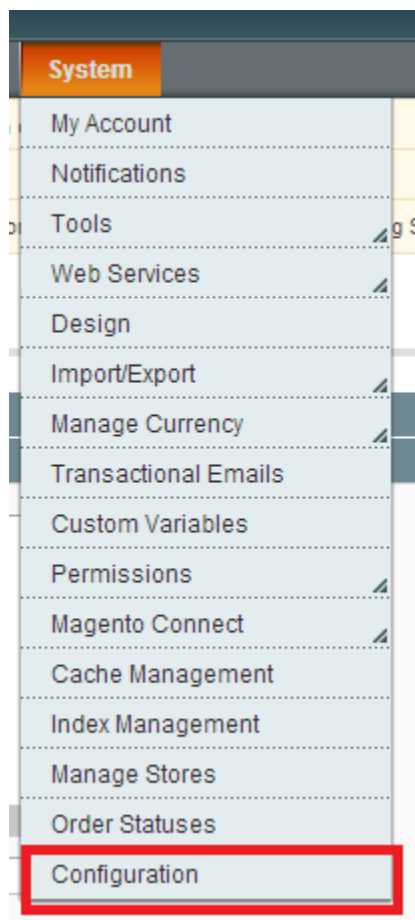 System
My Account
Notifications
Tools
Web Services
Design
Import/Export
Manage Currency
Transactional Emails
Custom Variables
Permissions
Magento Connect
Cache Management
Index Management
Manage Stores
Order Statuses
Configuration